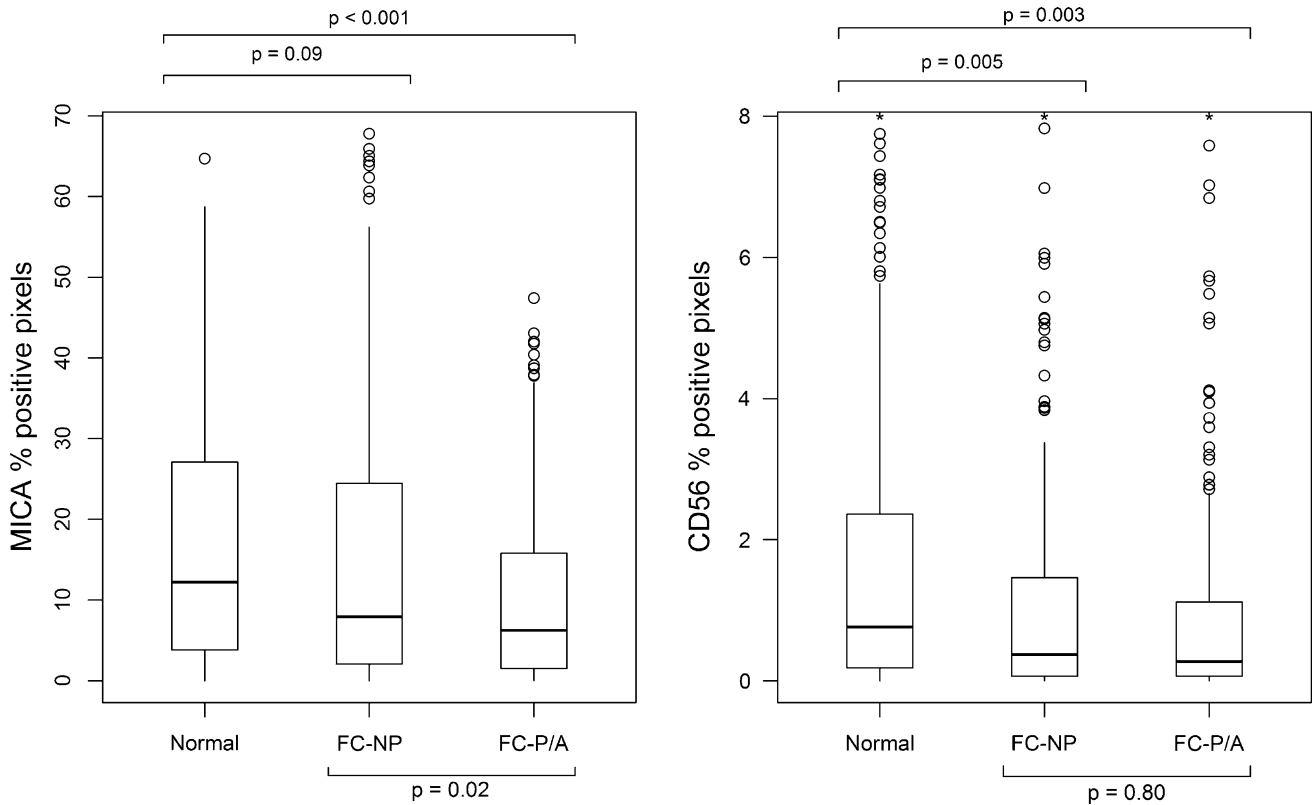 p < 0.001
p = 0.09
MICA % positive pixels
70
60
50
40
30
20
10
0
Normal FC-NP FC-P/A
p = 0.02
p = 0.003
p = 0.005
CD56 % positive pixels
* * *
8
6
4
2
0
Normal FC-NP FC-P/A
p = 0.80